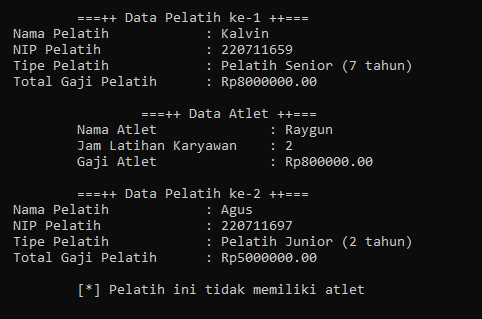 ===++ Data Pelatih ke-1 ++===
Nama Pelatih : Kalvin
NIP Pelatih : 220711659
Tipe Pelatih : Pelatih Senior (7 tahun)
Total Gaji Pelatih : Rp8000000.00
===++ Data Atlet ++===
Nama Atlet : Raygun
Jam Latihan Karyawan : 2
Gaji Atlet : Rp800000.00
===++ Data Pelatih ke-2 ++===
Nama Pelatih : Agus
NIP Pelatih : 220711697
Tipe Pelatih : Pelatih Junior (2 tahun)
Total Gaji Pelatih : Rp5000000.00
[*] Pelatih ini tidak memiliki atlet